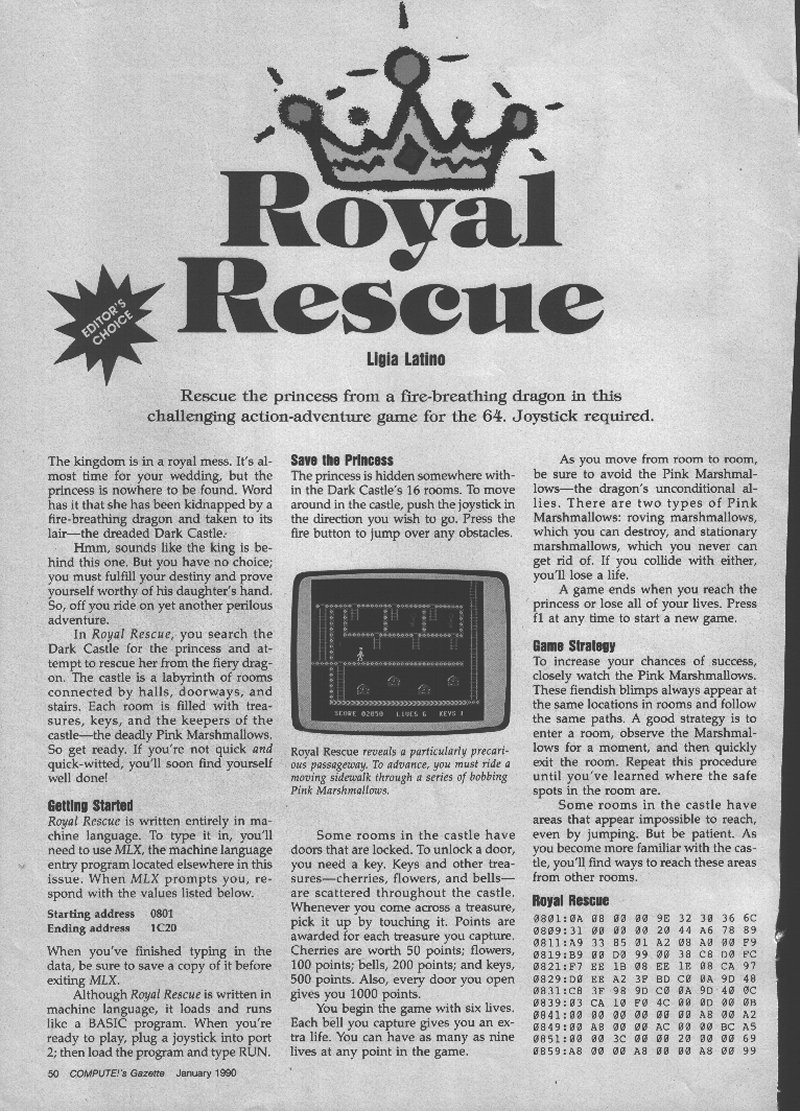 Royal
Rescue
EDITOR'S
CHOICE
Ligia Latino
Rescue the princess from a fire-breathing dragon in this
challenging action-adventure game for the 64. Joystick required.
The kingdom is in a royal mess. It's al-
most time for your wedding, but the
princess is nowhere to be found. Word
has it that she has been kidnapped by a
fire-breathing dragon and taken to its
lair—the dreaded Dark Castle.
Hmm, sounds like the king is be-
hind this one. But you have no choice;
you must fulfill your destiny and prove
yourself worthy of his daughter's hand.
So, off you ride on yet another perilous
adventure.
In Royal Rescue, you search the
Dark Castle for the princess and at-
tempt to rescue her from the fiery drag-
on. The castle is a labyrinth of rooms
connected by halls, doorways, and
stairs. Each room is filled with trea-
sures, keys, and the keepers of the
castle—the deadly Pink Marshmallows.
So get ready. If you're not quick and
quick-witted, you'll soon find yourself
well done!
Getting Started
Royal Rescue is written entirely in ma-
chine language. To type it in, you'll
need to use MLX, the machine language
entry program located elsewhere in this
issue. When MLX prompts you, re-
spond with the values listed below.
Starting address 0801
Ending address 1C20
When you've finished typing in the
data, be sure to save a copy of it before
exiting MLX.
Although Royal Rescue is written in
machine language, it loads and runs
like a BASIC program. When you're
ready to play, plug a joystick into port
2; then load the program and type RUN.
Save the Princess
The princess is hidden somewhere with-
in the Dark Castle's 16 rooms. To move
around in the castle, push the joystick in
the direction you wish to go. Press the
fire button to jump over any obstacles.
SCORE 02050 LIVES 6 KEYS 1
Royal Rescue reveals a particularly precari-
ous passageway. To advance, you must ride a
moving sidewalk through a series of bobbing
Pink Marshmallows.
Some rooms in the castle have
doors that are locked. To unlock a door,
you need a key. Keys and other trea-
sures—cherries, flowers, and bells—
are scattered throughout the castle.
Whenever you come across a treasure,
pick it up by touching it. Points are
awarded for each treasure you capture.
Cherries are worth 50 points; flowers,
100 points; bells, 200 points; and keys,
500 points. Also, every door you open
gives you 1000 points.
You begin the game with six lives.
Each bell you capture gives you an ex-
tra life. You can have as many as nine
lives at any point in the game.
As you move from room to room,
be sure to avoid the Pink Marshmal-
lows—the dragon's unconditional al-
lies. There are two types of Pink
Marshmallows: roving marshmallows,
which you can destroy, and stationary
marshmallows, which you never can
get rid of. If you collide with either,
you'll lose a life.
A game ends when you reach the
princess or lose all of your lives. Press
f1 at any time to start a new game.
Game Strategy
To increase your chances of success,
closely watch the Pink Marshmallows.
These fiendish blimps always appear at
the same locations in rooms and follow
the same paths. A good strategy is to
enter a room, observe the Marshmal-
lows for a moment, and then quickly
exit the room. Repeat this procedure
until you've learned where the safe
spots in the room are.
Some rooms in the castle have
areas that appear impossible to reach,
even by jumping. But be patient. As
you become more familiar with the cas-
tle, you'll find ways to reach these areas
from other rooms.
Royal Rescue
0801:0A 08 00 00 9E 32 30 36 6C
0809:31 00 00 00 20 44 A6 78 89
0811:A9 33 85 01 A2 08 A0 00 F9
0819:B9 00 D0 99 00 38 C8 D0 FC
0821:F7 EE 1B 08 EE 1E 08 CA 97
0829:D0 EE A2 3F BD C0 0A 9D 48
0831:C8 3F 98 9D C0 0A 9D 40 0C
0839:03 CA 10 F0 4C 00 0D 00 0B
0841:00 00 00 00 00 00 A8 00 A2
0849:00 A8 00 00 AC 00 00 BC A5
0851:00 00 3C 00 00 20 00 00 69
0859:A8 00 00 A8 00 00 A8 00 99
50 COMPUTE!'s Gazette January 1990